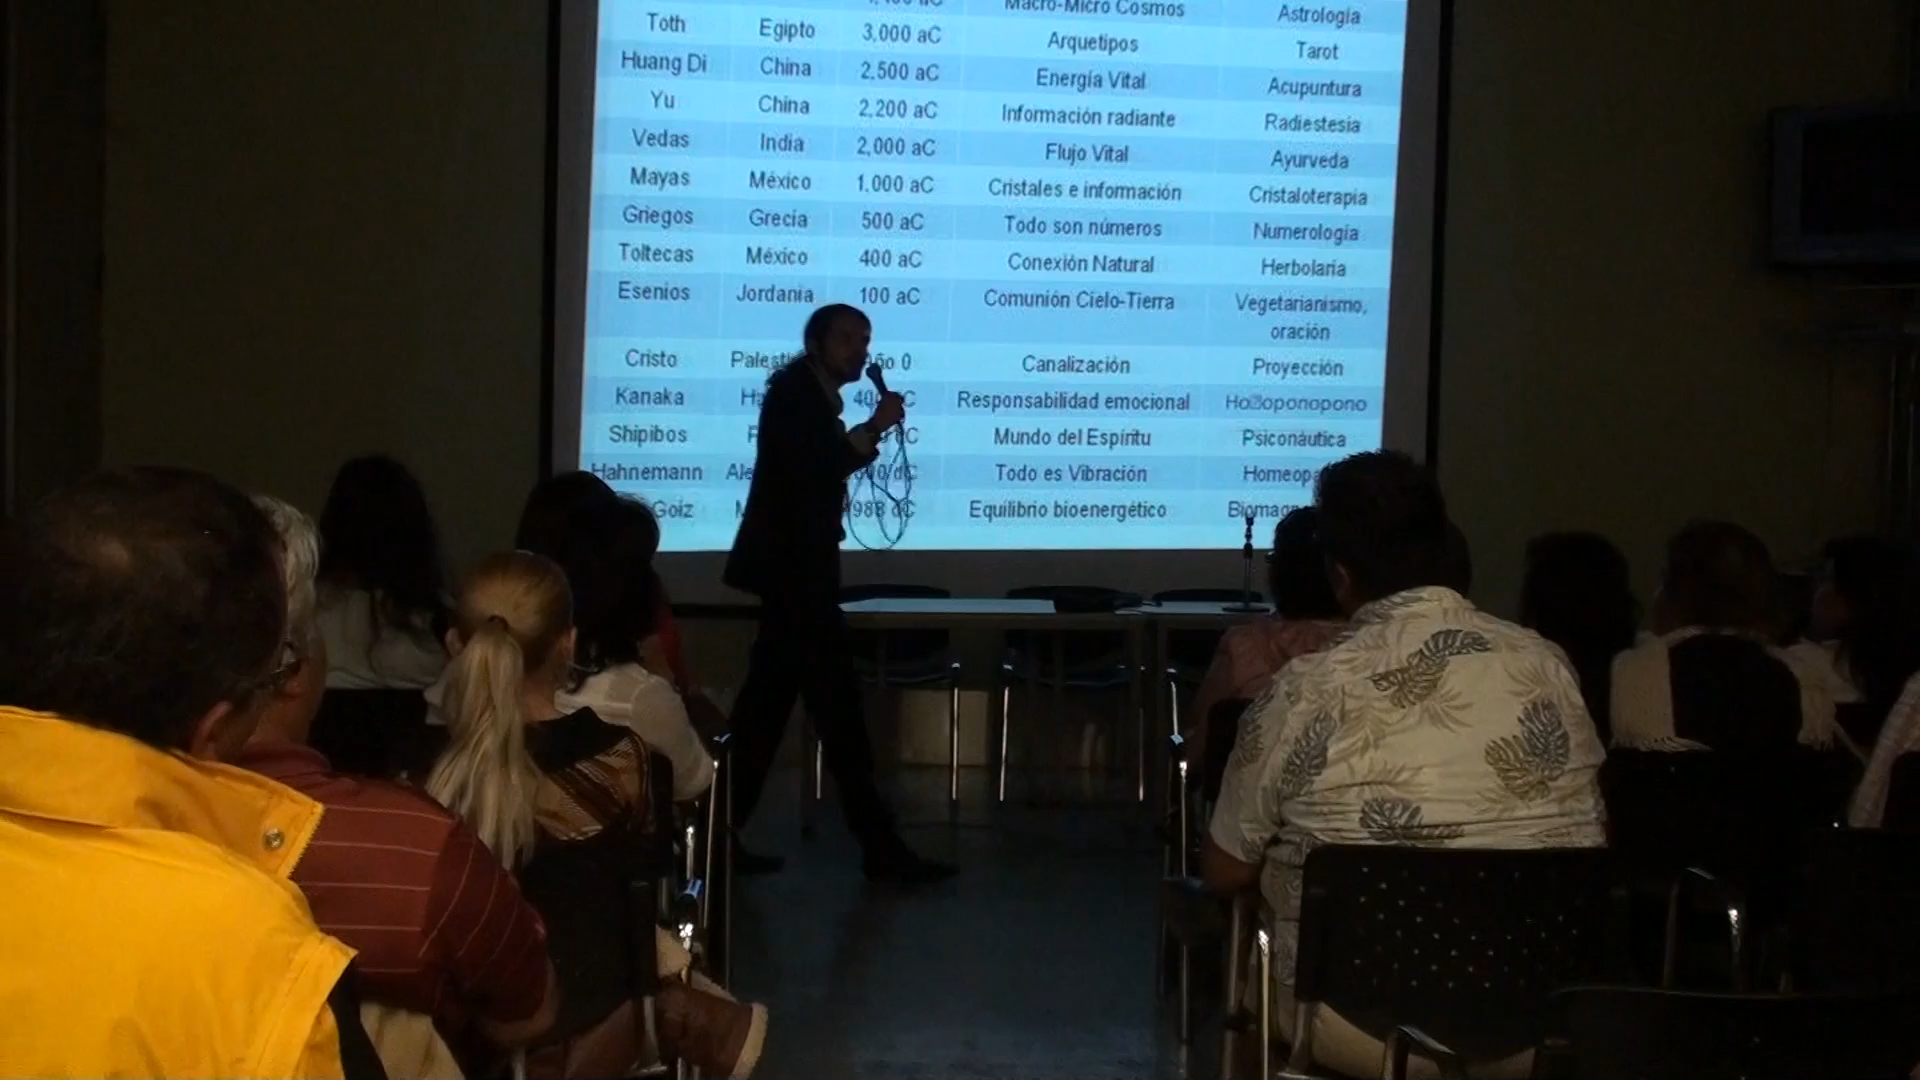 Macro-Micro Cosmos Astrología
Toth Egipto 3,000 aC Arquetipos Tarot
Huang Di China 2,500 aC Energía Vital Acupuntura
Yu China 2,200 aC Información radiante Radiestesia
Vedas India 2,000 aC Flujo Vital Ayurveda
Mayas México 1,000 aC Cristales e información Cristaloterapia
Griegos Grecia 500 aC Todo son números Numerología
Toltecas México 400 aC Conexión Natural Herbolaria
Esenios Jordania 100 aC Comunión Cielo-Tierra Vegetarianismo,
oración
Cristo 0 Canalización Proyección
Kanaka Responsabilidad emocional
Shipibos Mundo del Espíritu Psiconáutica
Hahnemann Todo es Vibración
Goiz 1988 dC Equilibrio bioenergético